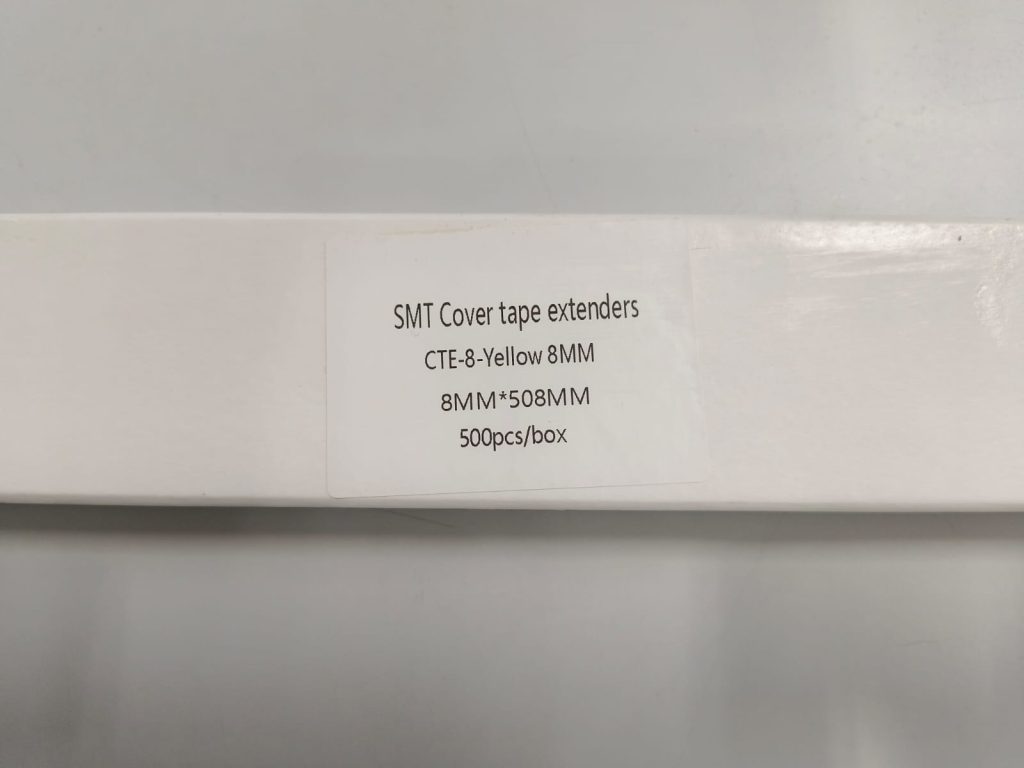 SMT Cover tape extenders
CTE-8-Yellow 8MM
8MM*508MM
500pcs/box